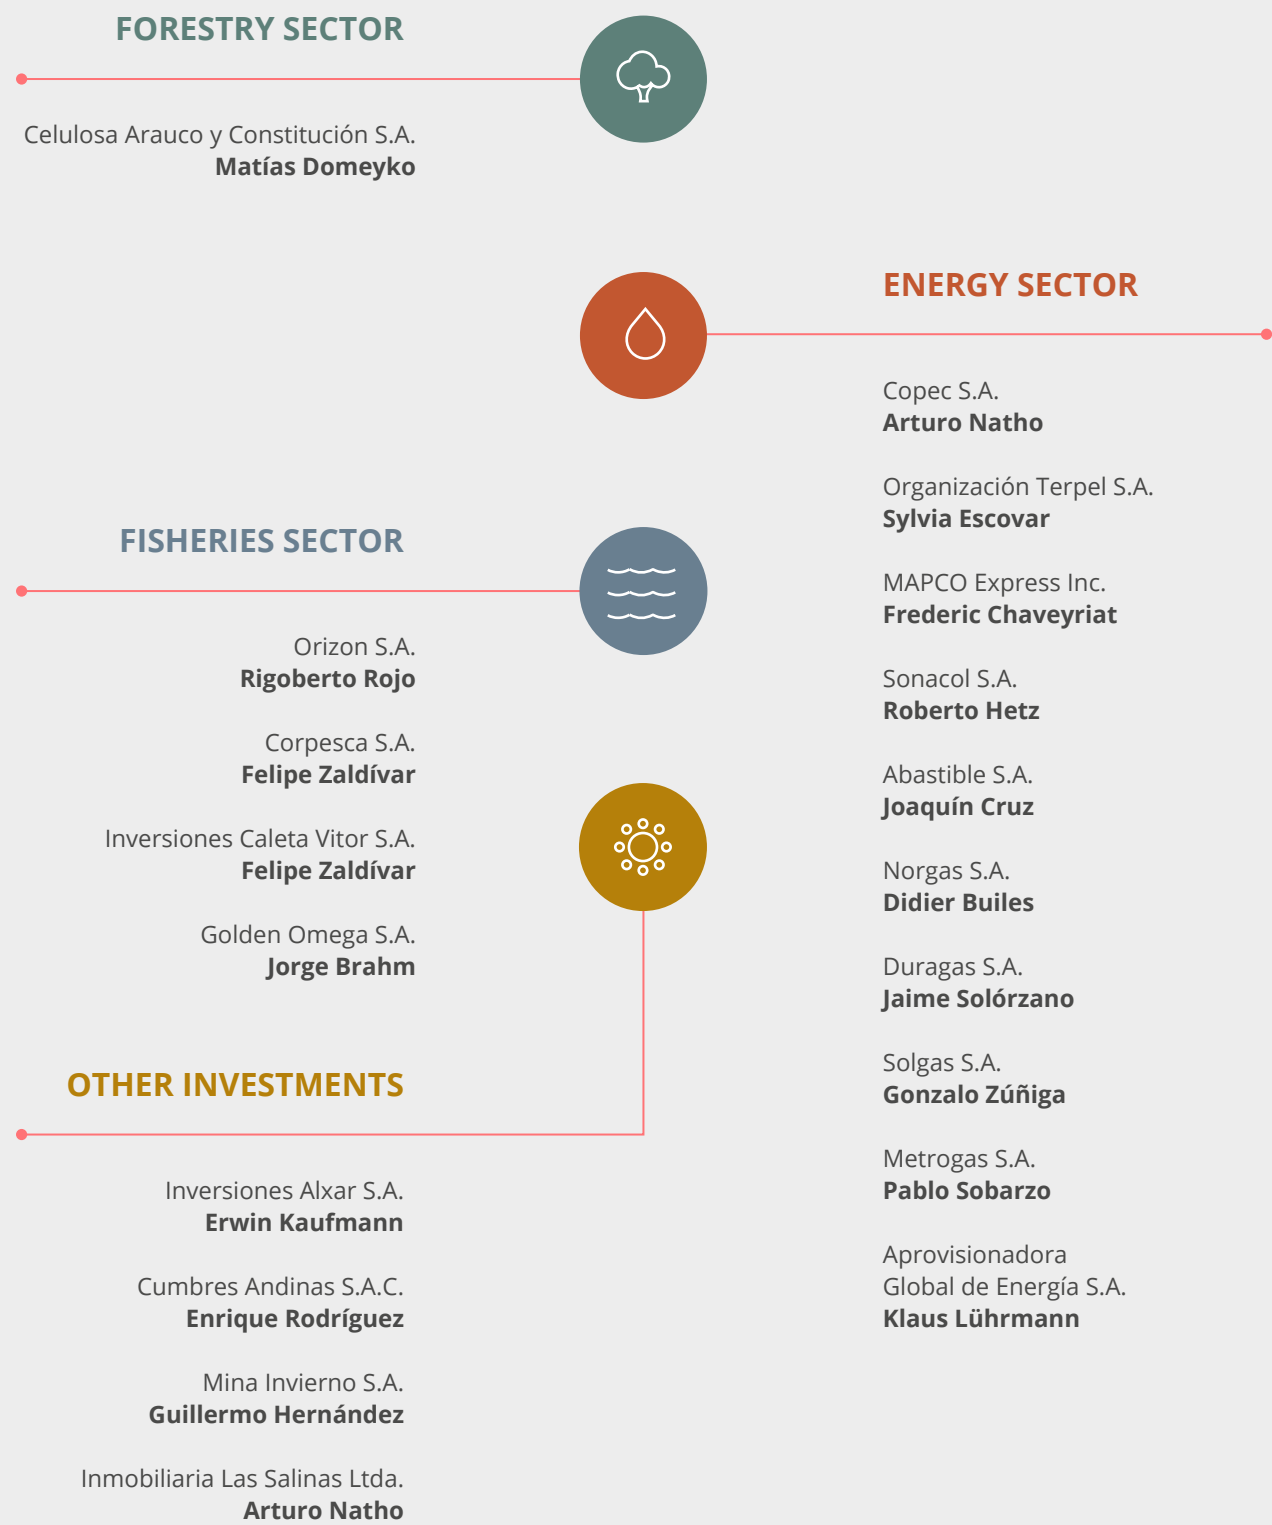 FORESTRY SECTOR
Celulosa Arauco y Constitución S.A.
Matías Domeyko
ENERGY SECTOR
Copec S.A.
Arturo Natho
Organización Terpel S.A.
Sylvia Escovar
MAPCO Express Inc.
Frederic Chaveyriat
Sonacol S.A.
Roberto Hetz
Abastible S.A.
Joaquín Cruz
Norgas S.A.
Didier Builes
Duragas S.A.
Jaime Solórzano
Solgas S.A.
Gonzalo Zúñiga
Metrogas S.A.
Pablo Sobarzo
Aprovisionadora
Global de Energía S.A.
Klaus Lührmann
FISHERIES SECTOR
Orizon S.A.
Rigoberto Rojo
Corpesca S.A.
Felipe Zaldívar
Inversiones Caleta Vitor S.A.
Felipe Zaldívar
Golden Omega S.A.
Jorge Brahm
OTHER INVESTMENTS
Inversiones Alxar S.A.
Erwin Kaufmann
Cumbres Andinas S.A.C.
Enrique Rodríguez
Mina Invierno S.A.
Guillermo Hernández
Inmobiliaria Las Salinas Ltda.
Arturo Natho